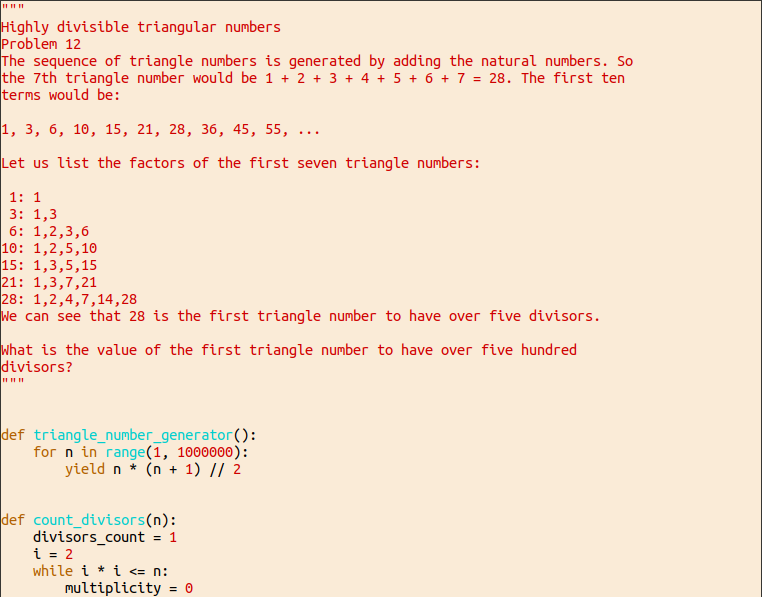 """
Highly divisible triangular numbers
Problem 12
The sequence of triangle numbers is generated by adding the natural numbers. So
the 7th triangle number would be 1 + 2 + 3 + 4 + 5 + 6 + 7 = 28. The first ten
terms would be:

1, 3, 6, 10, 15, 21, 28, 36, 45, 55, ...

Let us list the factors of the first seven triangle numbers:

 1: 1
 3: 1,3
 6: 1,2,3,6
10: 1,2,5,10
15: 1,3,5,15
21: 1,3,7,21
28: 1,2,4,7,14,28
We can see that 28 is the first triangle number to have over five divisors.

What is the value of the first triangle number to have over five hundred
divisors?
"""


def triangle_number_generator():
    for n in range(1, 1000000):
        yield n * (n + 1) // 2


def count_divisors(n):
    divisors_count = 1
    i = 2
    while i * i <= n:
        multiplicity = 0